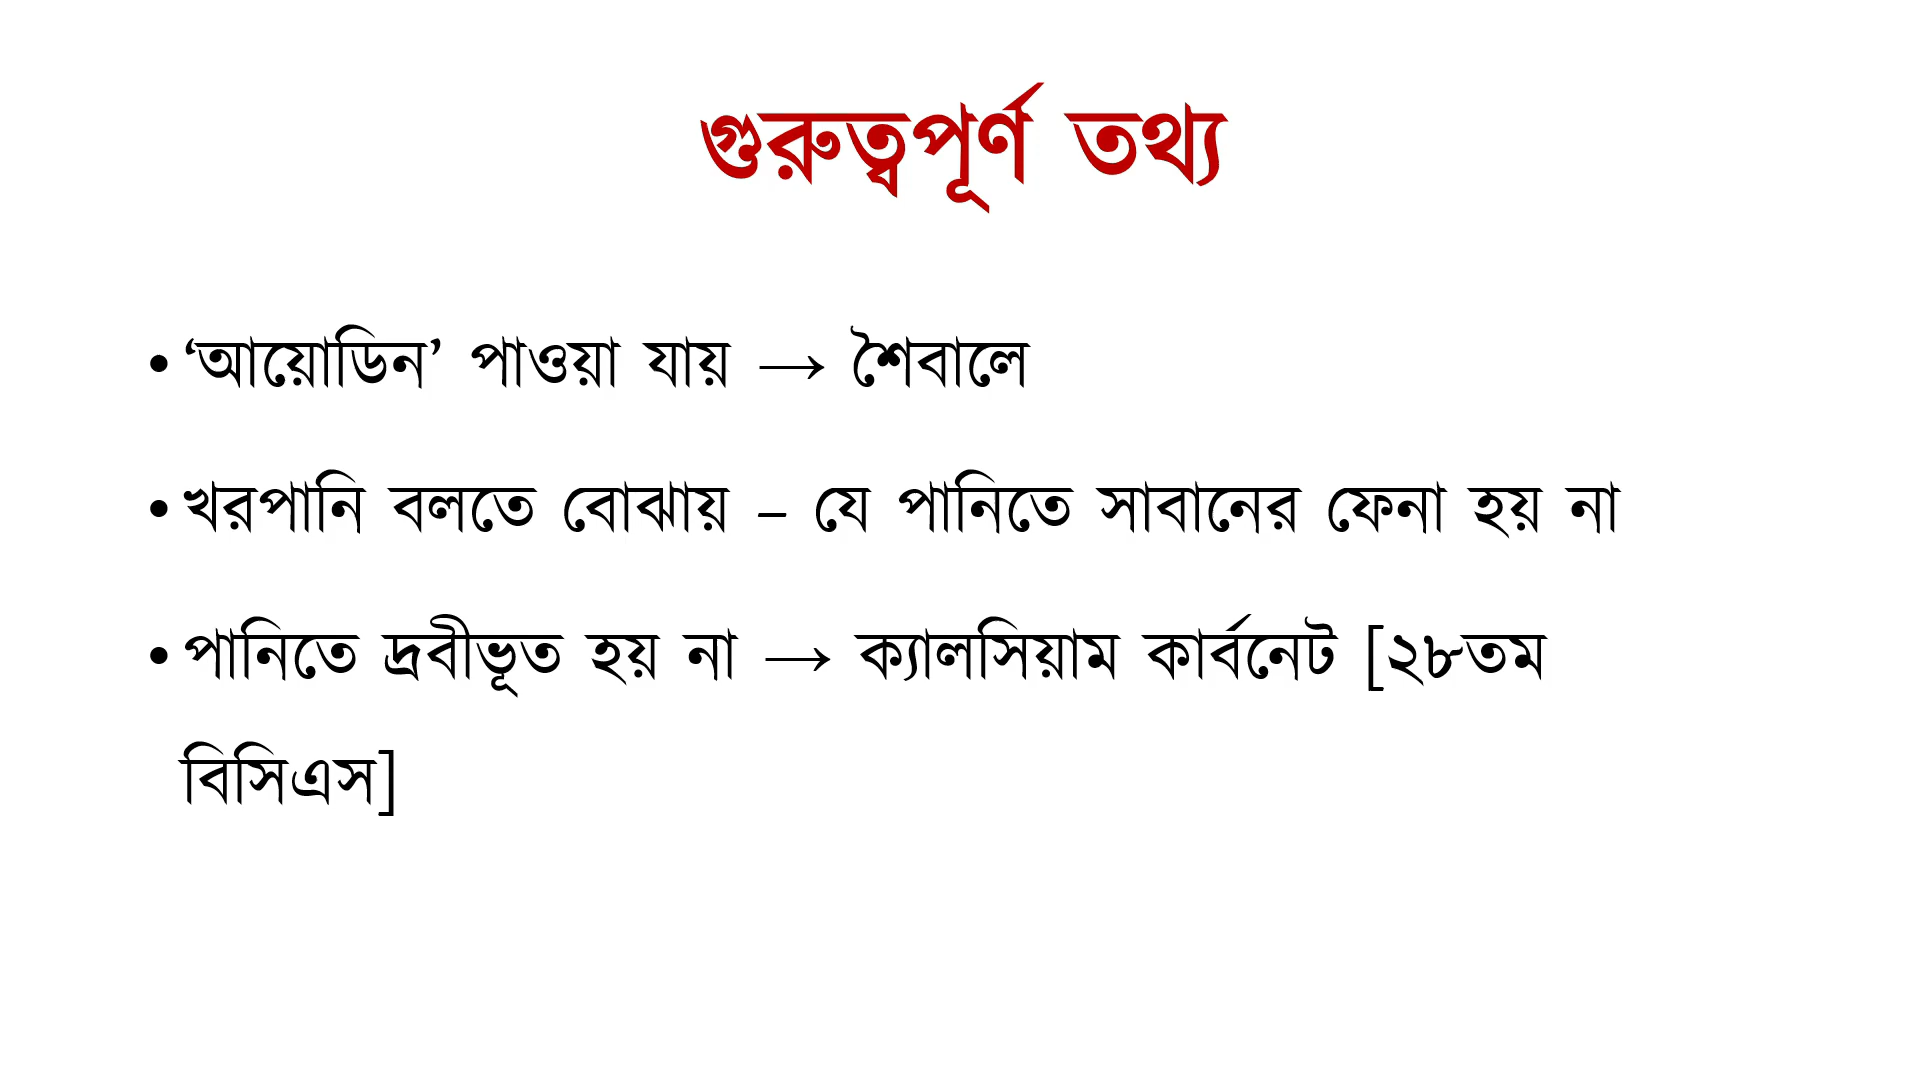 গুরুত্বপূর্ণ তথ্য
• ‘আয়োডিন’ পাওয়া যায় → শৈবালে
• খরপানি বলতে বোঝায় – যে পানিতে সাবানের ফেনা হয় না
• পানিতে দ্রবীভূত হয় না → ক্যালসিয়াম কার্বনেট [২৮তম
বিসিএস]